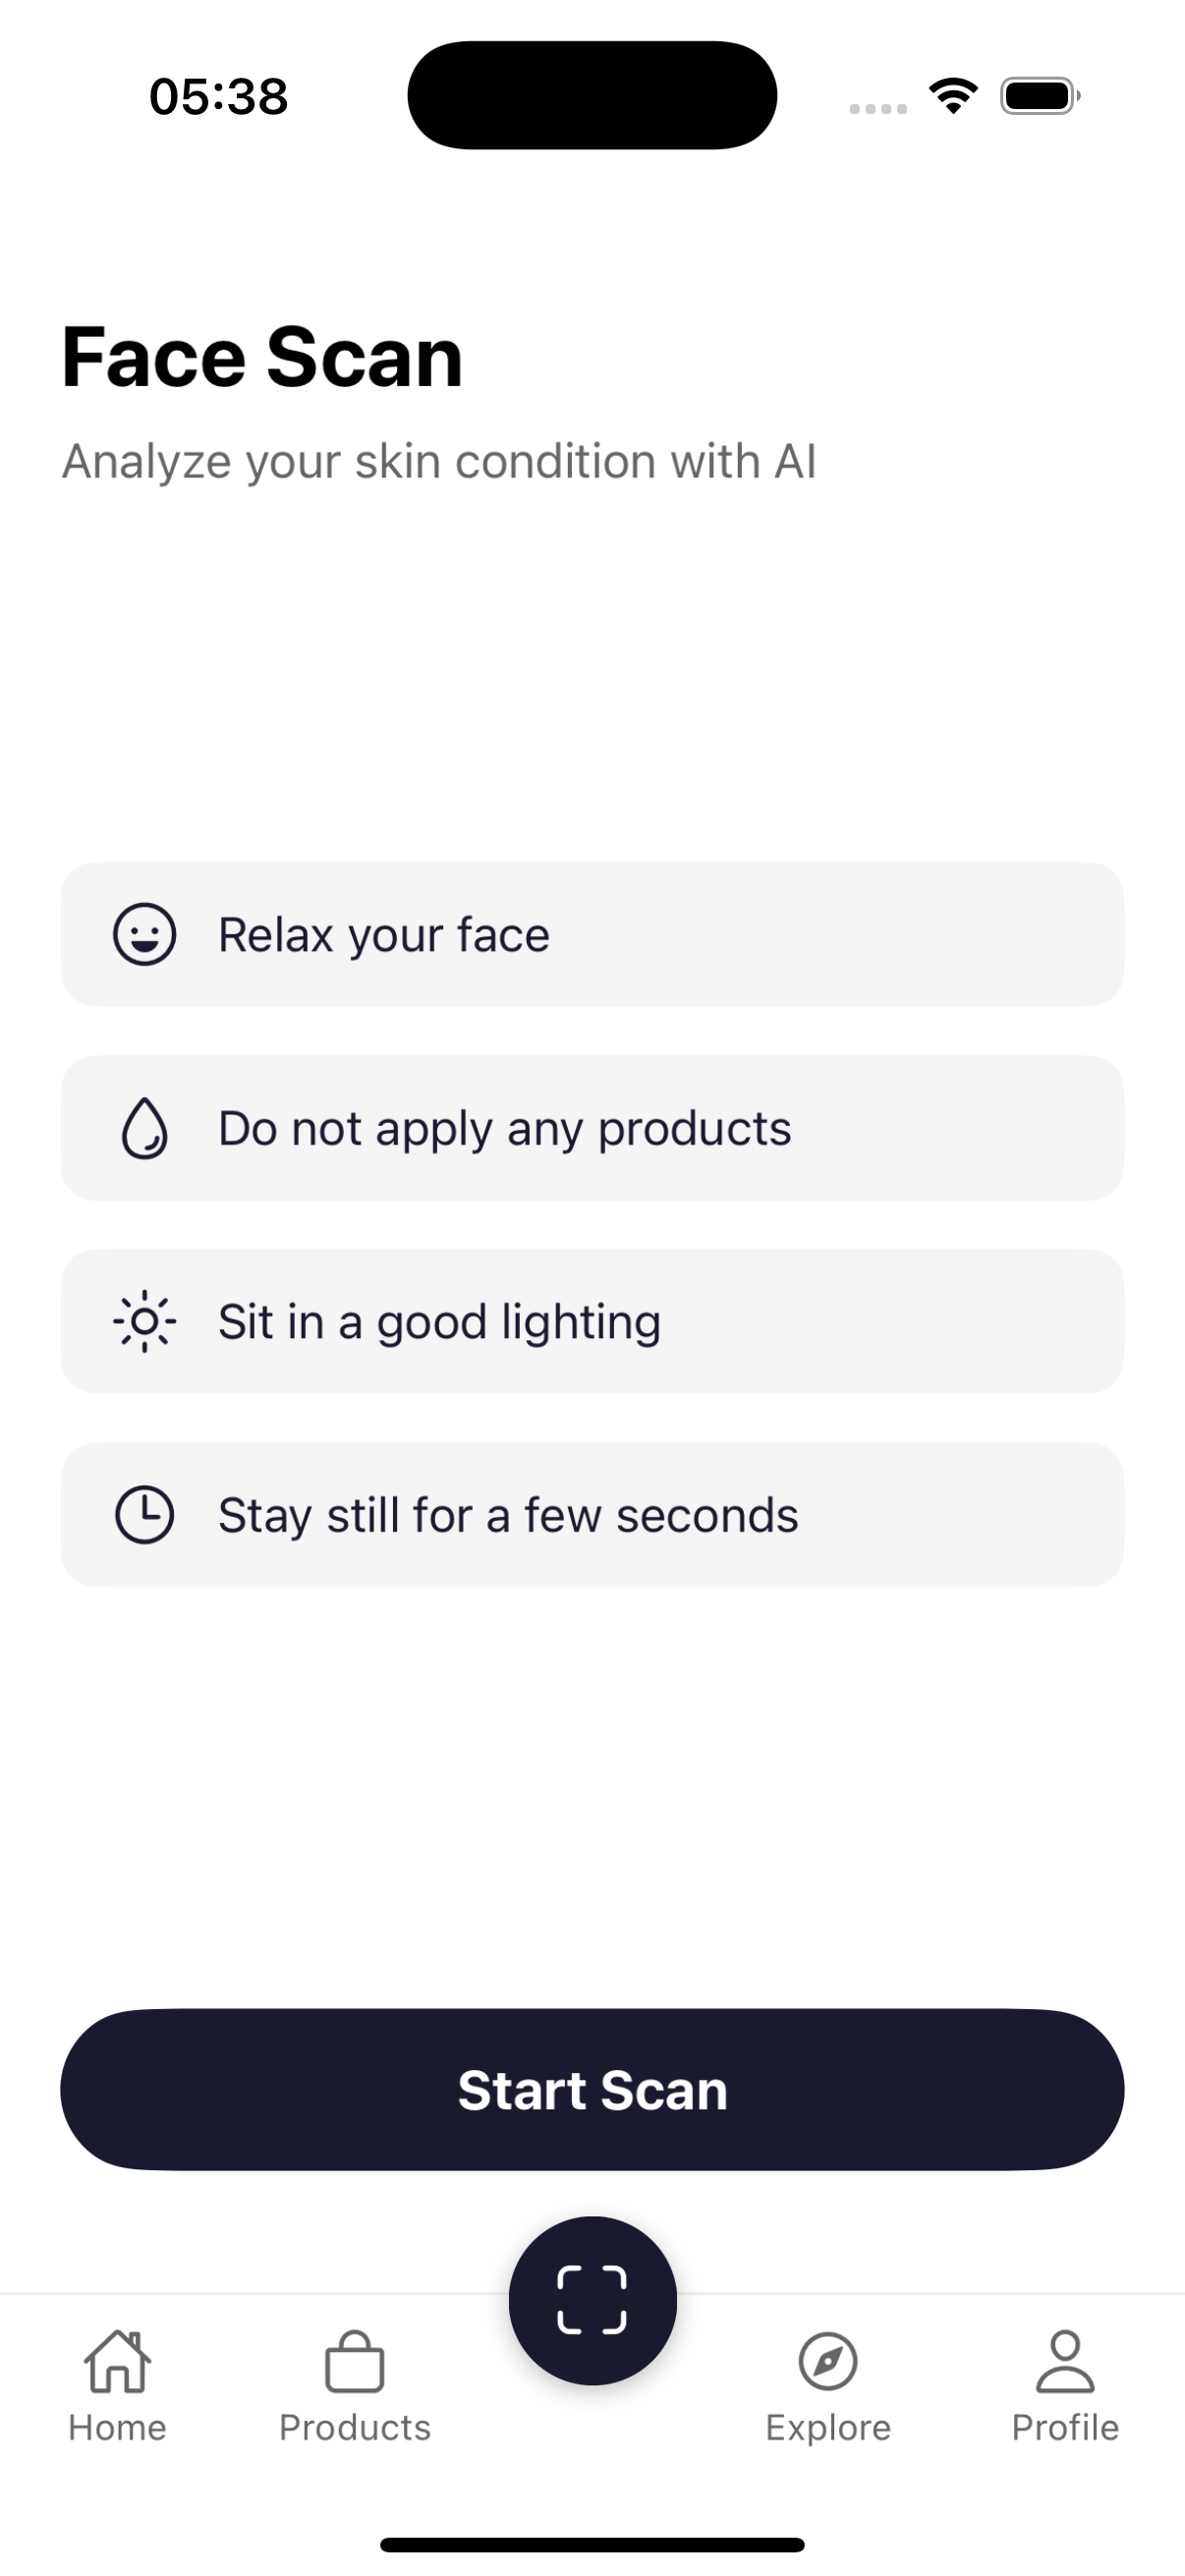 05:38
Face Scan
Analyze your skin condition with AI
Relax your face
Do not apply any products
Sit in a good lighting
Stay still for a few seconds
Start Scan
Home
Products
Explore
Profile